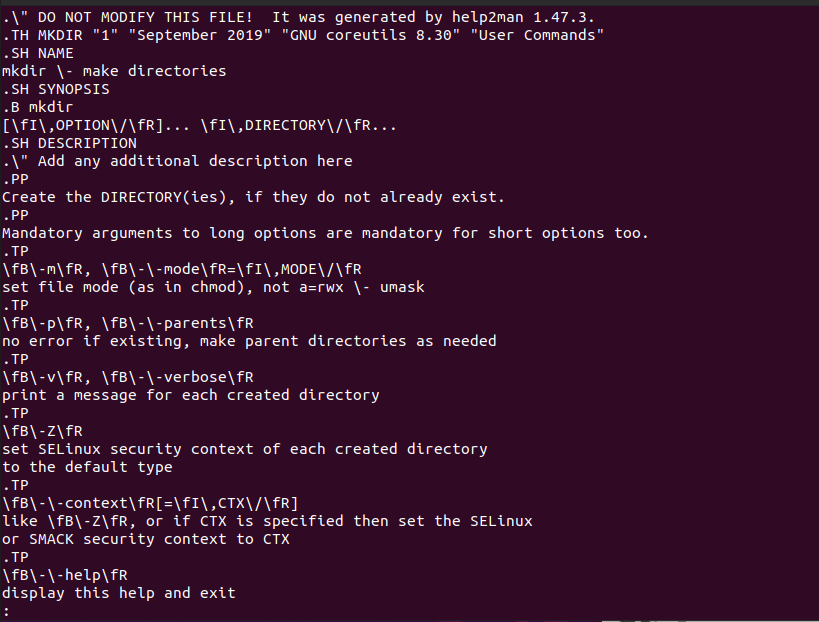 .\" DO NOT MODIFY THIS FILE!  It was generated by help2man 1.47.3.
.TH MKDIR "1" "September 2019" "GNU coreutils 8.30" "User Commands"
.SH NAME
mkdir \- make directories
.SH SYNOPSIS
.B mkdir
[\fI\,OPTION\/\fR]... \fI\,DIRECTORY\/\fR...
.SH DESCRIPTION
.\" Add any additional description here
.PP
Create the DIRECTORY(ies), if they do not already exist.
.PP
Mandatory arguments to long options are mandatory for short options too.
.TP
\fB\-m\fR, \fB\-\-mode\fR=\fI\,MODE\/\fR
set file mode (as in chmod), not a=rwx \- umask
.TP
\fB\-p\fR, \fB\-\-parents\fR
no error if existing, make parent directories as needed
.TP
\fB\-v\fR, \fB\-\-verbose\fR
print a message for each created directory
.TP
\fB\-Z\fR
set SELinux security context of each created directory
to the default type
.TP
\fB\-\-context\fR[=\fI\,CTX\/\fR]
like \fB\-Z\fR, or if CTX is specified then set the SELinux
or SMACK security context to CTX
.TP
\fB\-\-help\fR
display this help and exit
: